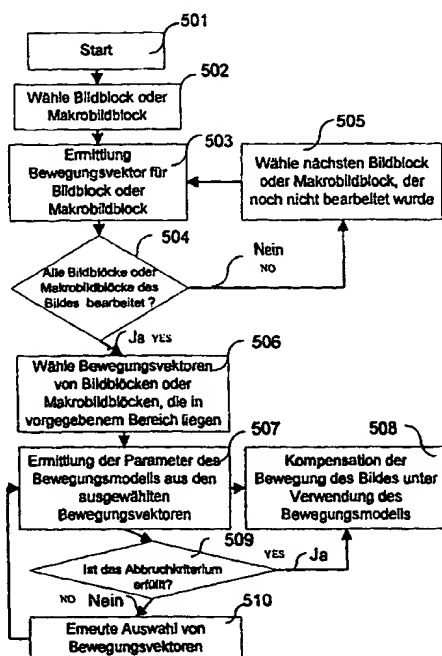 501
Start
502
Wähle Bildblock oder
Makrobildblock
503
Ermittlung
Bewegungsvektor für
Bildblock oder
Makrobildblock
505
Wähle nächsten Bildblock
oder Makrobildblock, der
noch nicht bearbeitet wurde
504
Alle Bildblöcke oder
Makrobildblöcke des
Bildes bearbeitet ?
Nein
NO
Ja YES
506
Wähle Bewegungsvektoren
von Bildblöcken oder
Makrobildblöcken, die in
vorgegebenem Bereich liegen
507
Ermittlung der Parameter des
Bewegungsmodells aus den
ausgewählten
Bewegungsvektoren
508
Kompensation der
Bewegung des Bildes unter
Verwendung des
Bewegungsmodells
509
Ist das Abbruchkriterium
erfüllt?
YES
Ja
NO Nein
510
Erneute Auswahl von
Bewegungsvektoren